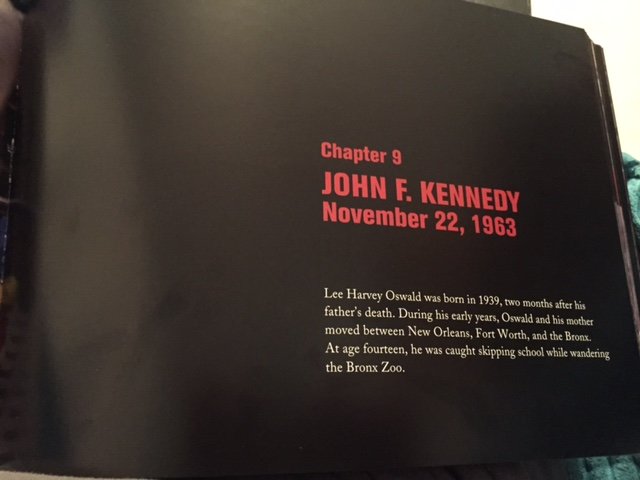 Chapter 9
JOHN F. KENNEDY
November 22, 1963
Lee Harvey Oswald was born in 1939, two months after his
father's death. During his early years, Oswald and his mother
moved between New Orleans, Fort Worth, and the Bronx.
At age fourteen, he was caught skipping school while wandering
the Bronx Zoo.